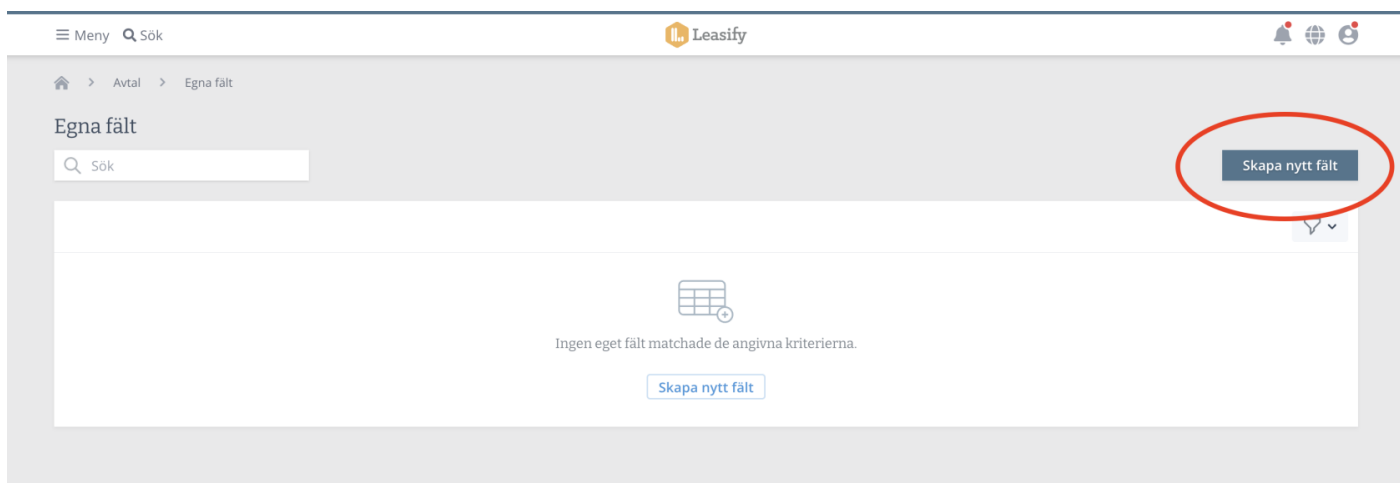 Meny Sök Leasify
Avtal Egna fält
Egna fält
Sök
Skapa nytt fält
Ingen eget fält matchade de angivna kriterierna.
Skapa nytt fält